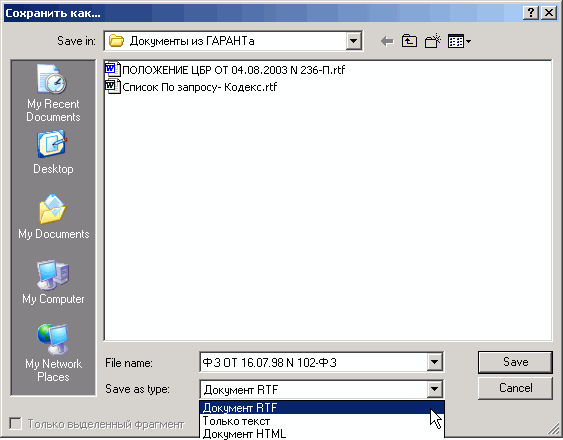 Сохранить как...
Save in:
Документы из ГАРАНТа
ПОЛОЖЕНИЕ ЦБР ОТ 04.08.2003 N 236-П.rtf
Список По запросу- Кодекс.rtf
My Recent
Documents
Desktop
My Documents
My Computer
My Network
Places
File name:
ФЗ ОТ 16.07.98 N 102-ФЗ
Save
Save as type:
Документ RTF
Cancel
Документ RTF
Только текст
Документ HTML
Только выделенный фрагмент